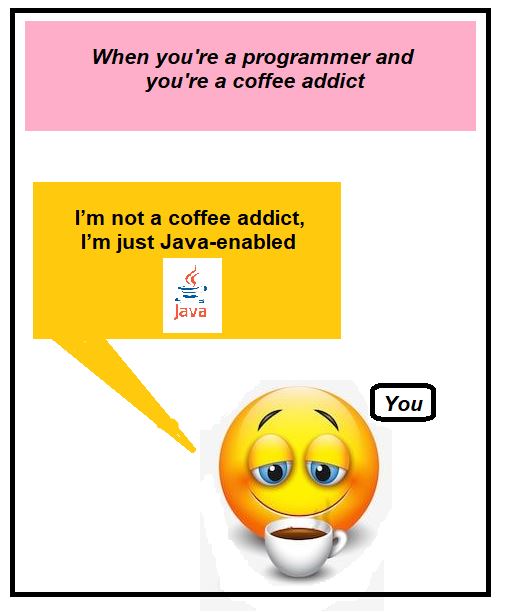 When you're a programmer and
you're a coffee addict
I’m not a coffee addict,
I’m just Java-enabled
Java
You